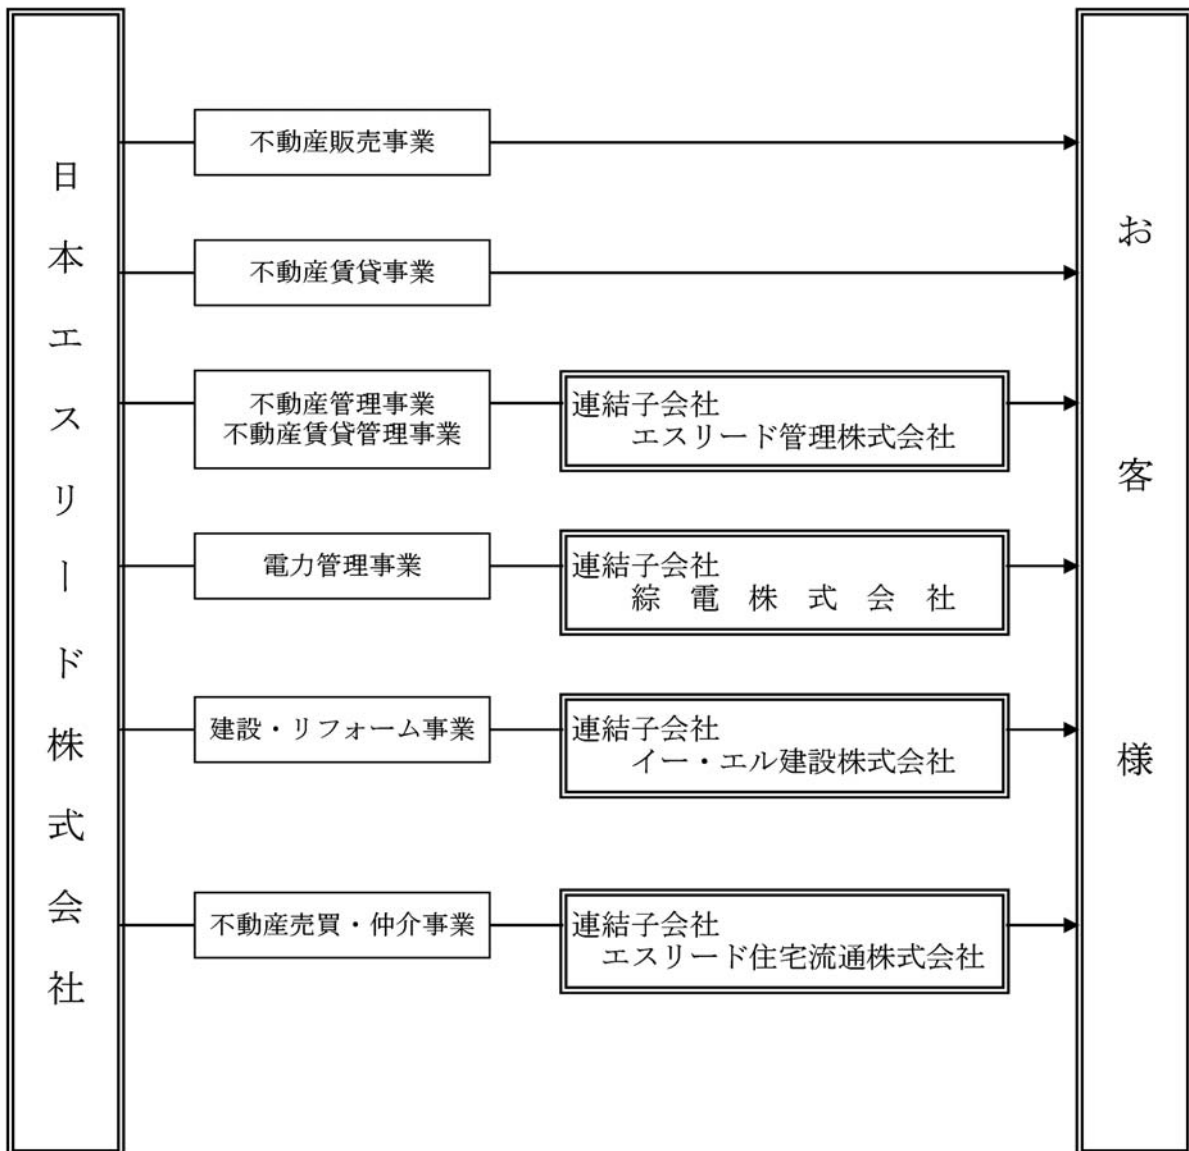 日本エスリード株式会社
不動産販売事業
不動産賃貸事業
不動産管理事業
不動産賃貸管理事業
連結子会社
エスリード管理株式会社
電力管理事業
連結子会社
綜電株式会社
建設・リフォーム事業
連結子会社
イー・エル建設株式会社
不動産売買・仲介事業
連結子会社
エスリード住宅流通株式会社
お客様